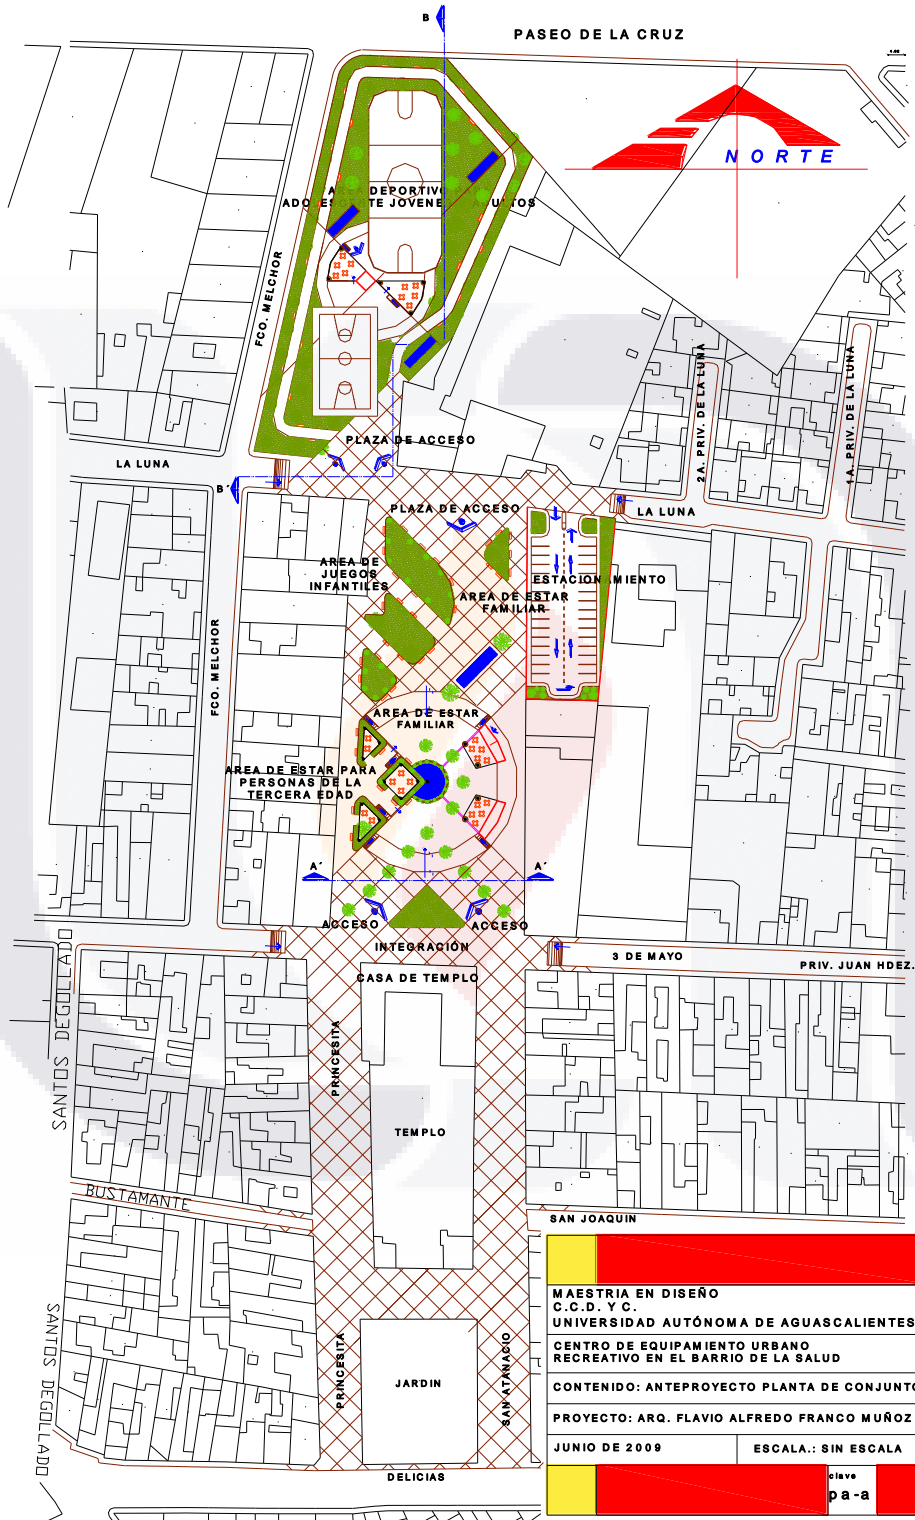 B
PASEO DE LA CRUZ
NORTE
AREA DEPORTIVO
ADOLESCENTE JOVENES ADULTOS
FCO. MELCHOR
2A. PRIV. DE LA LUNA
1A. PRIV. DE LA LUNA
PLAZA DE ACCESO
LA LUNA
B´
PLAZA DE ACCESO
LA LUNA
AREA DE
JUEGOS
INFANTILES
ESTACIONAMIENTO
AREA DE ESTAR
FAMILIAR
FCO. MELCHOR
AREA DE ESTAR
FAMILIAR
AREA DE ESTAR PARA
PERSONAS DE LA
TERCERA EDAD
A´
A´
ACCESO
ACCESO
INTEGRACIÓN
3 DE MAYO
PRIV. JUAN HDEZ.
CASA DE TEMPLO
SANTOS DEGOLLADO
PRINCESITA
TEMPLO
BUSTAMANTE
SAN JOAQUIN
SANTOS DEGOLLADO
PRINCESITA
JARDIN
SAN ATANACIO
DELICIAS
MAESTRIA EN DISEÑO
C.C.D. Y C.
UNIVERSIDAD AUTÓNOMA DE AGUASCALIENTES
CENTRO DE EQUIPAMIENTO URBANO
RECREATIVO EN EL BARRIO DE LA SALUD
CONTENIDO: ANTEPROYECTO PLANTA DE CONJUNTO
PROYECTO: ARQ. FLAVIO ALFREDO FRANCO MUÑOZ
JUNIO DE 2009
ESCALA.: SIN ESCALA
clave
pa-a